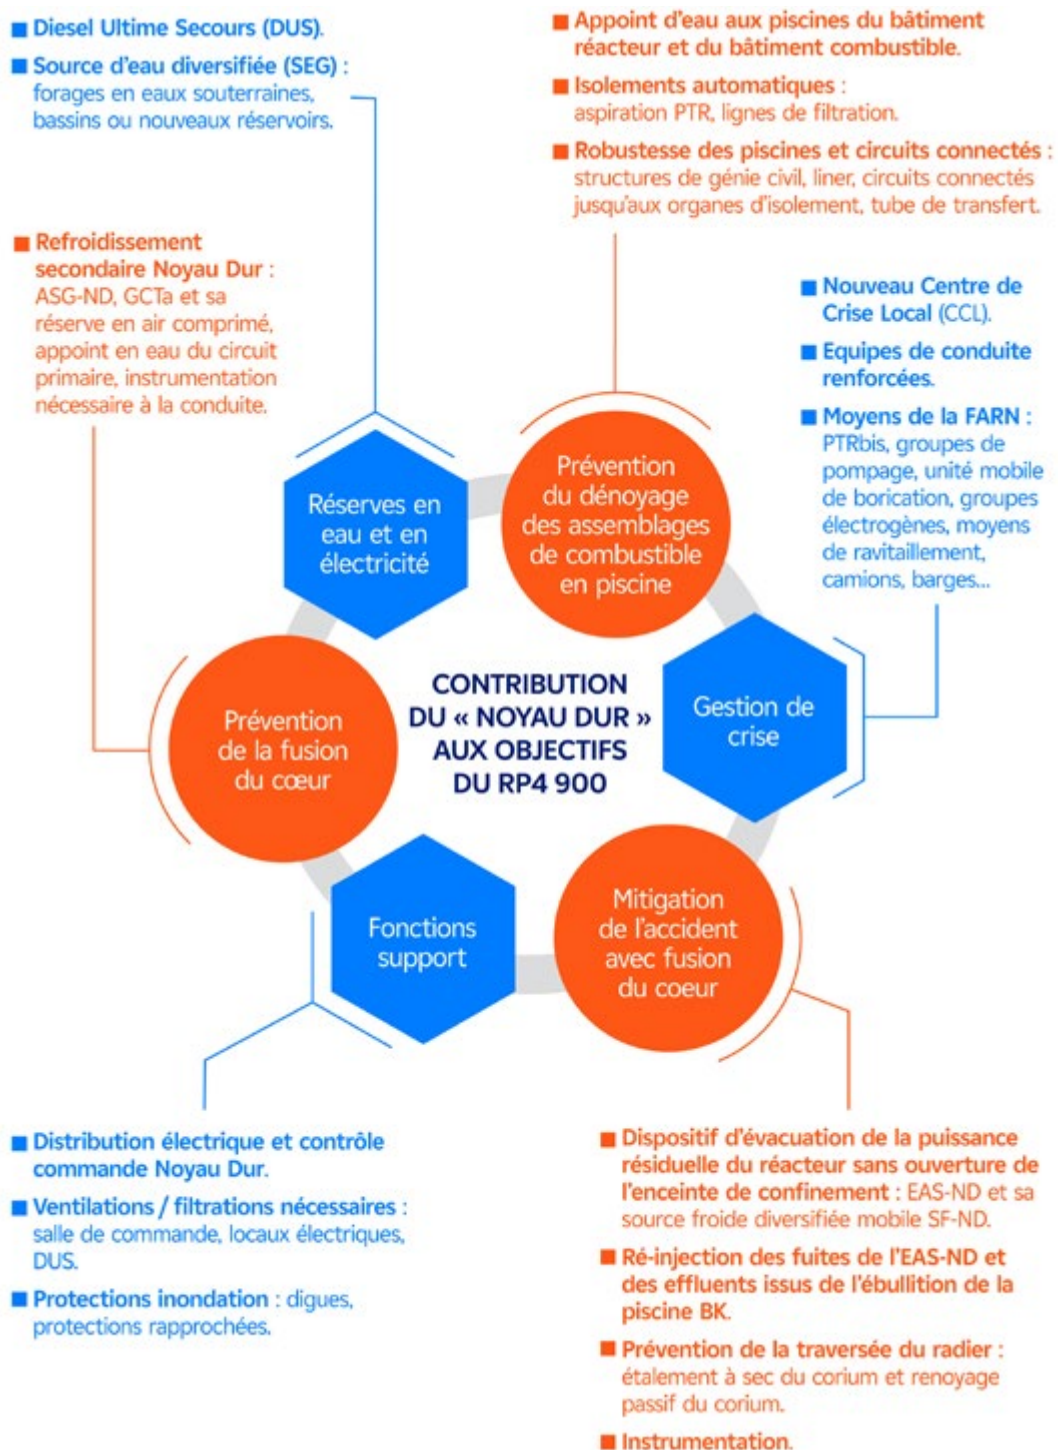 ■ Diesel Ultime Secours (DUS).
■ Source d'eau diversifiée (SEG) :
forages en eaux souterraines,
bassins ou nouveaux réservoirs.
■ Appoint d'eau aux piscines du bâtiment
réacteur et du bâtiment combustible.
■ Isolements automatiques :
aspiration PTR, lignes de filtration.
■ Robustesse des piscines et circuits connectés :
structures de génie civil, liner, circuits connectés
jusqu'aux organes d'isolement, tube de transfert.
■ Refroidissement
secondaire Noyau Dur :
ASG-ND, GCTa et sa
réserve en air comprimé,
appoint en eau du circuit
primaire, instrumentation
nécessaire à la conduite.
■ Nouveau Centre de
Crise Local (CCL).
■ Equipes de conduite
renforcées.
■ Moyens de la FARN :
PTRbis, groupes de
pompage, unité mobile
de borication, groupes
électrogènes, moyens
de ravitaillement,
camions, barges...
Réserves en
eau et en
électricité
Prévention
du dénoyage
des assemblages
de combustible
en piscine
Prévention
de la fusion
du cœur
CONTRIBUTION
DU « NOYAU DUR »
AUX OBJECTIFS
DU RP4 900
Gestion de
crise
Fonctions
support
Mitigation
de l'accident
avec fusion
du coeur
■ Distribution électrique et contrôle
commande Noyau Dur.
■ Ventilations / filtrations nécessaires :
salle de commande, locaux électriques,
DUS.
■ Protections inondation : digues,
protections rapprochées.
■ Dispositif d'évacuation de la puissance
résiduelle du réacteur sans ouverture de
l'enceinte de confinement : EAS-ND et sa
source froide diversifiée mobile SF-ND.
■ Ré-injection des fuites de l'EAS-ND et
des effluents issus de l'ébullition de la
piscine BK.
■ Prévention de la traversée du radier :
étalement à sec du corium et renoyage
passif du corium.
■ Instrumentation.